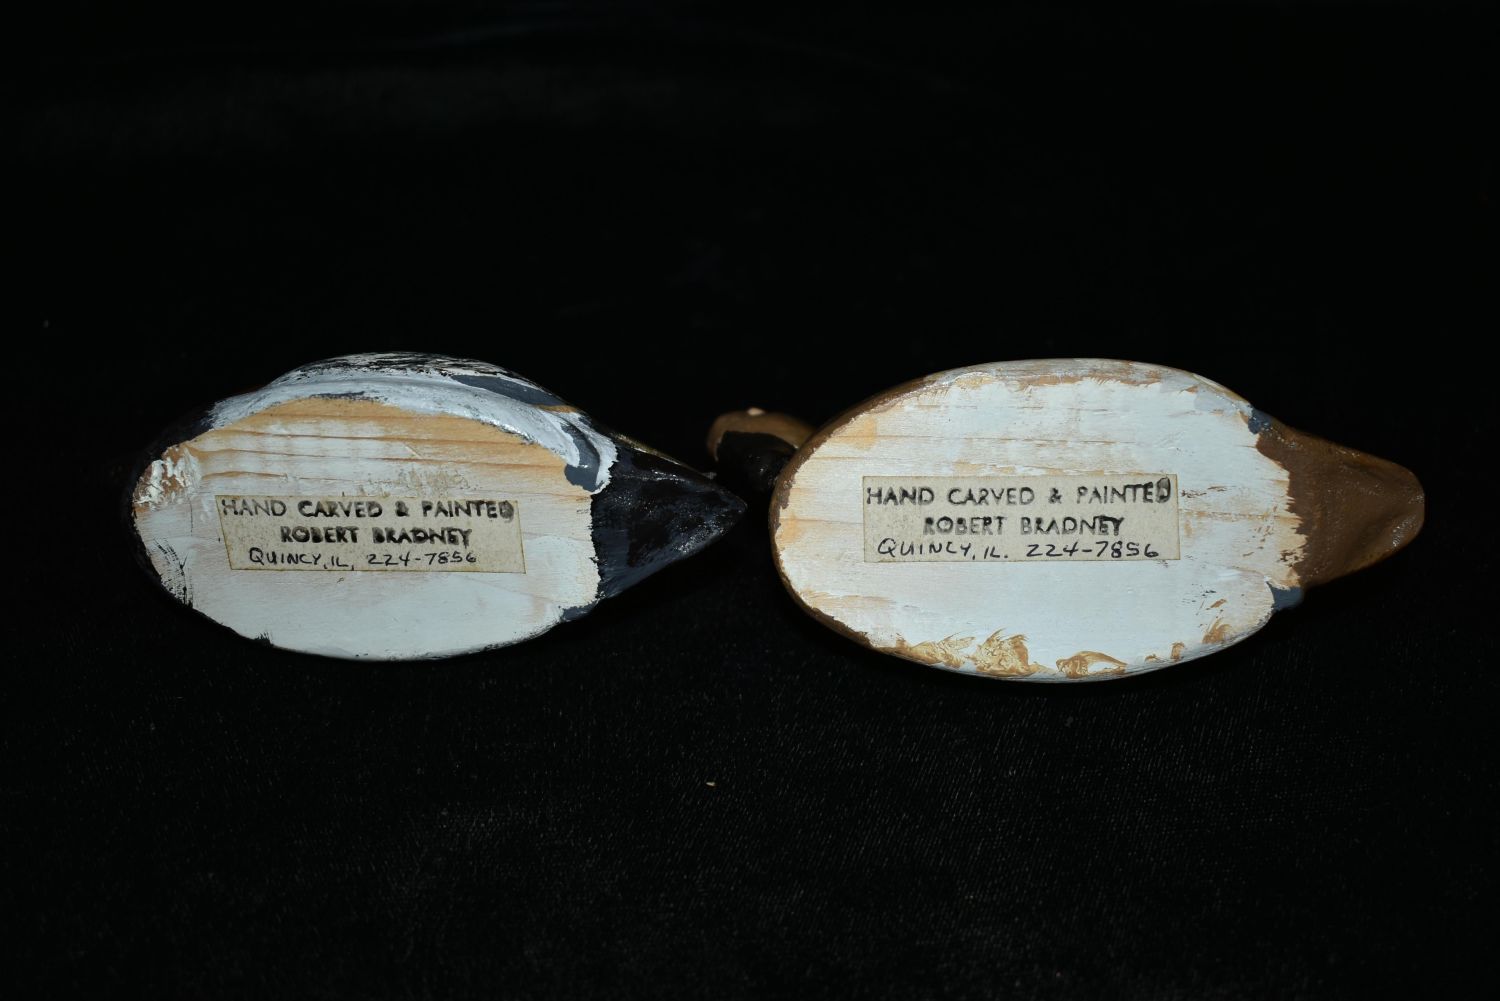 HAND CARVED & PAINTED
ROBERT BRADNEY
QUINCY, IL, 224-7856
HAND CARVED & PAINTED
ROBERT BRADNEY
QUINCY, IL. 224-7856